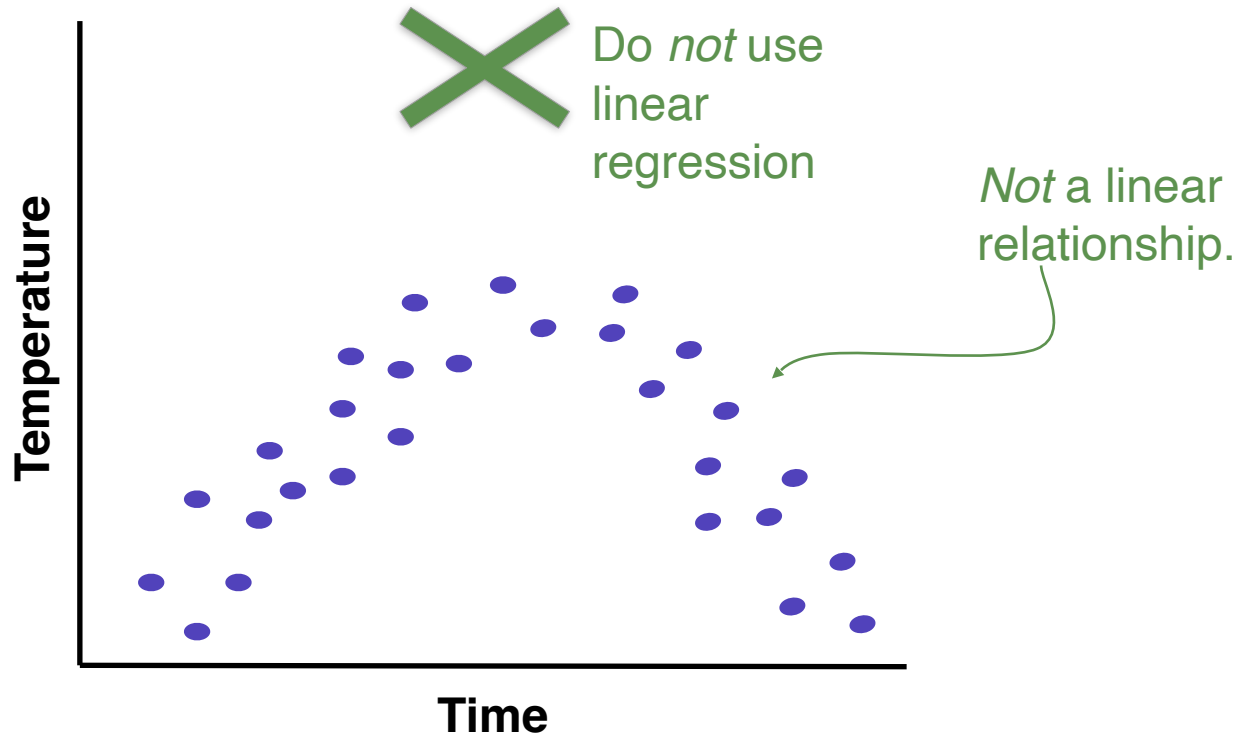 Do not use
linear
regression
Not a linear
relationship.
Temperature
Time